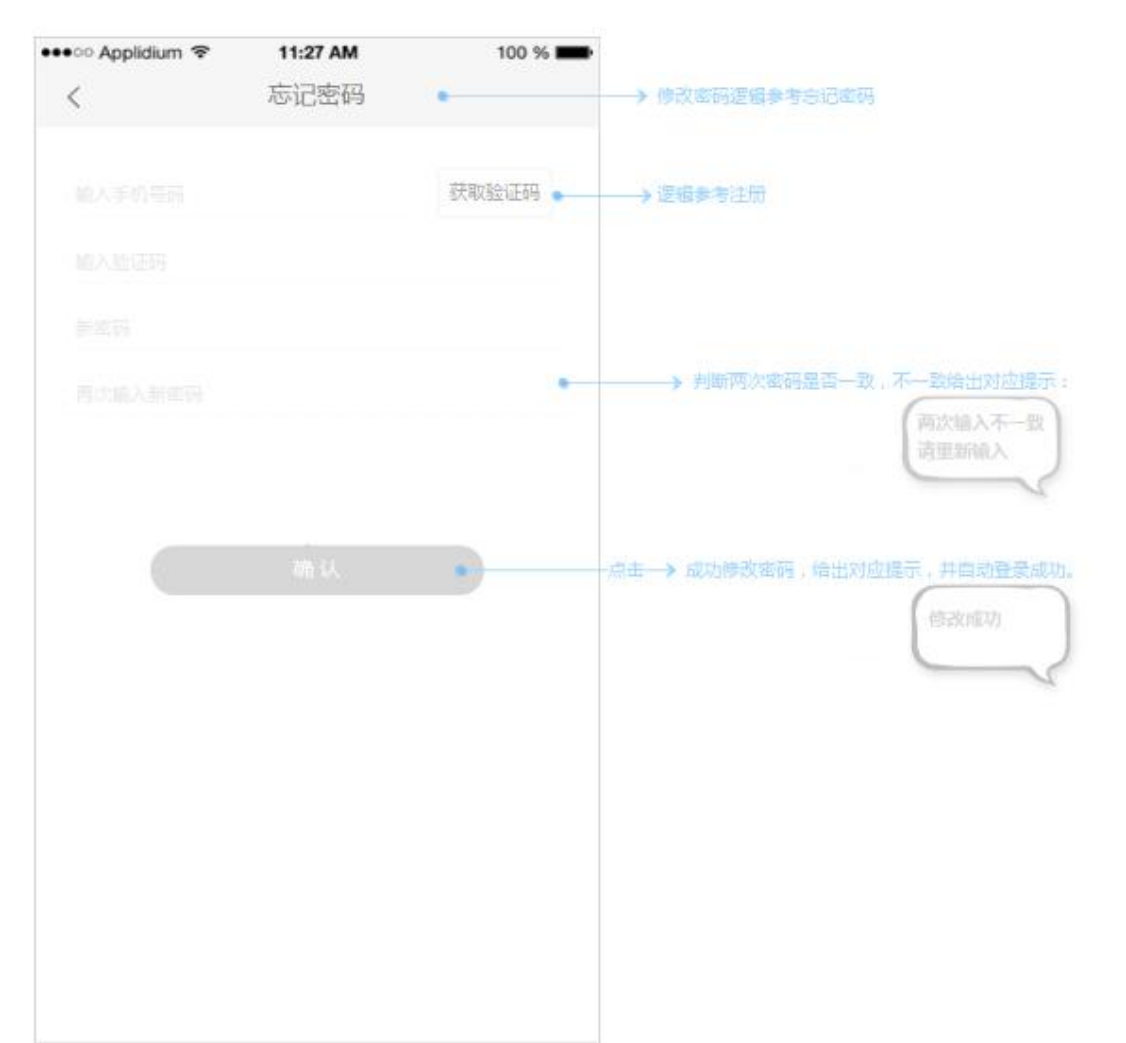 Applidium 11:27 AM 100 %
忘记密码
修改密码逻辑参考忘记密码
输入手机号码 获取验证码
逻辑参考注册
输入验证码
新密码
再次输入新密码
判断两次密码是否一致，不一致给出对应提示：
两次输入不一致
请重新输入
确认
点击
成功修改密码，给出对应提示，并自动登录成功。
修改成功